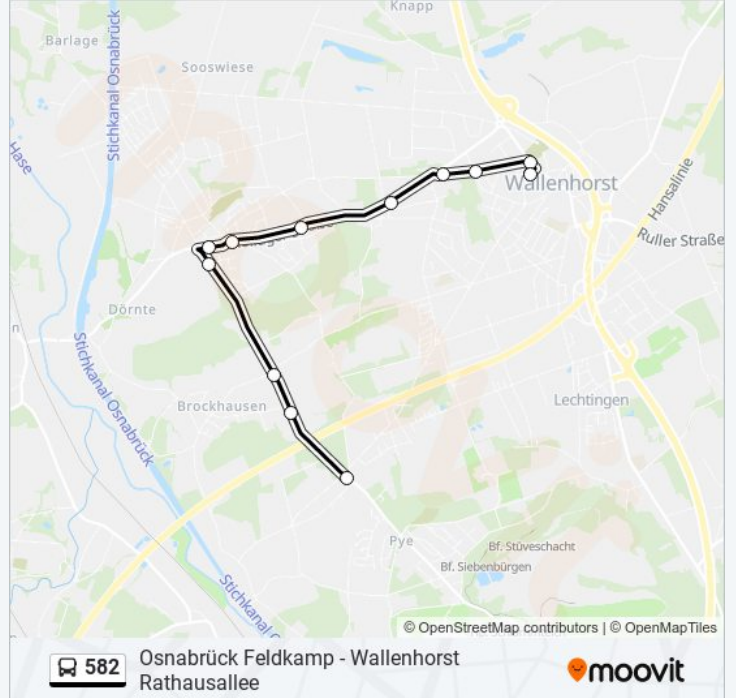 Knapp
Barlage
Stichkanal Osnabrück
Sooswiese
Hase
Wallenhorst
Hansalinie
Ruller Straße
Dörnte
n
Stichkanal Osnabrück
Brockhausen
Lechtingen
Pye
Bf. Stüveschacht
Bf. Siebenbürgen
Stichkanal
© OpenStreetMap contributors | © OpenMapTiles
582
Osnabrück Feldkamp - Wallenhorst
Rathausallee
moovit